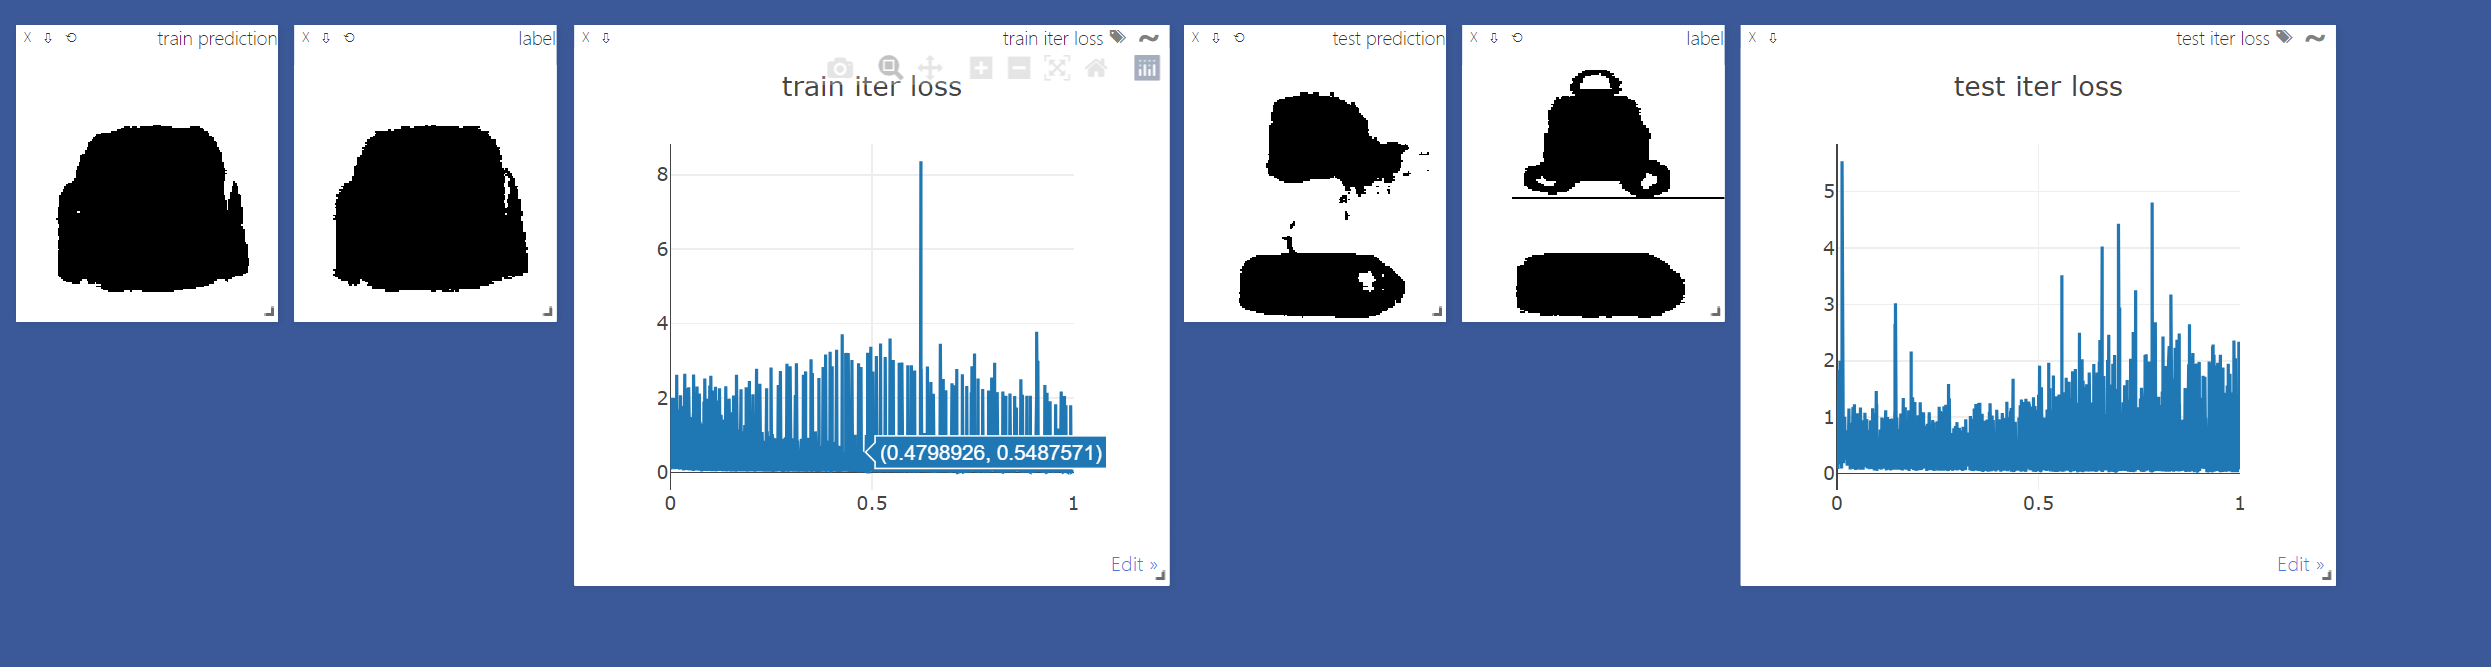 X ⇩ ⟲ train prediction
X ⇩ ⟲ label
X ⇩ train iter loss
train iter loss
8
6
4
2
0
(0.4798926, 0.5487571)
0 0.5 1
Edit »
X ⇩ ⟲ test prediction
X ⇩ ⟲ label
X ⇩ test iter loss
test iter loss
5
4
3
2
1
0
0 0.5 1
Edit »